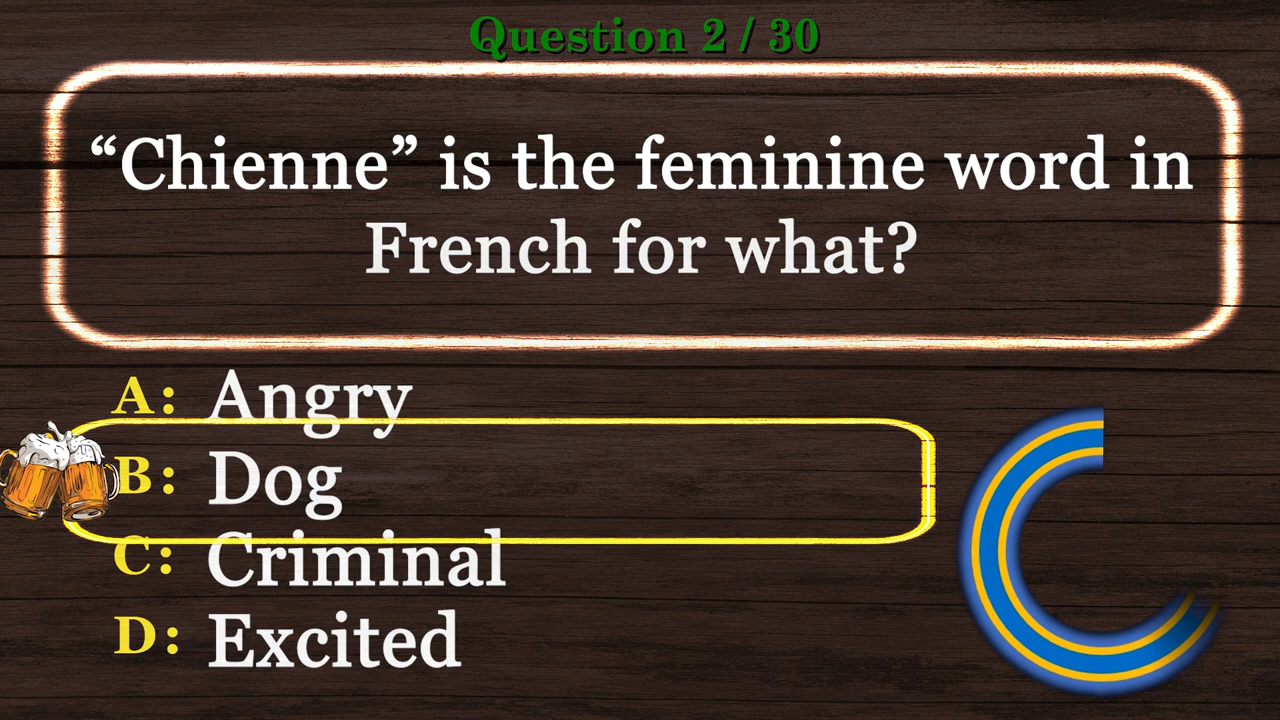 Question 2 / 30
“Chienne” is the feminine word in
French for what?
A: Angry
B: Dog
C: Criminal
D: Excited